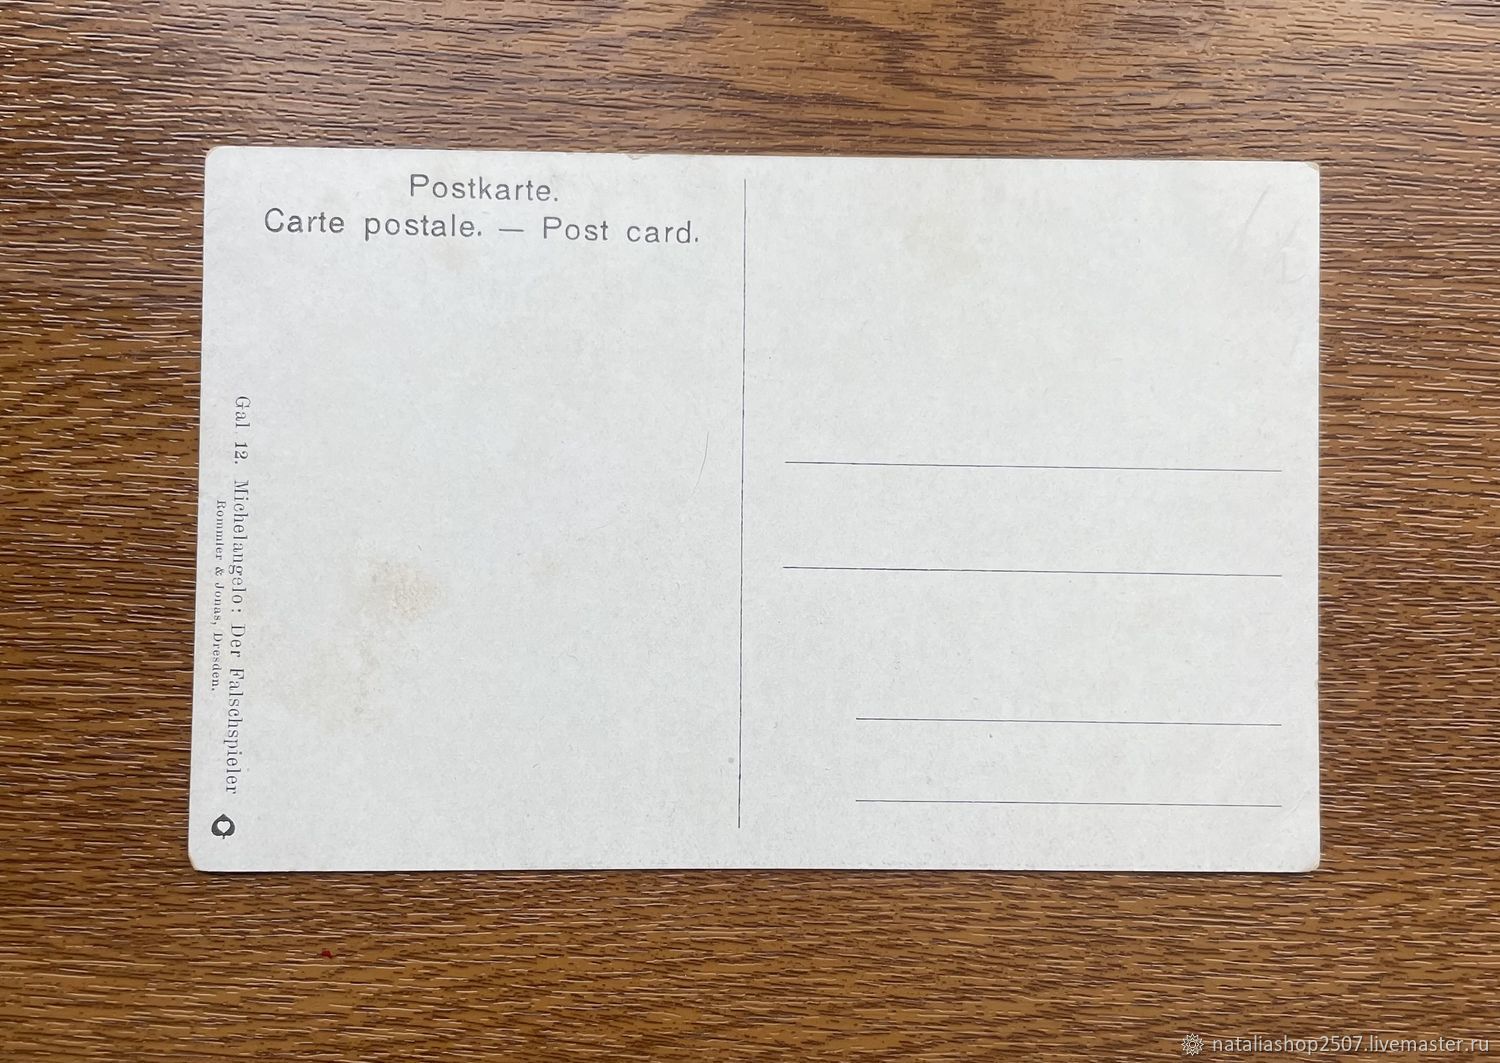 Postkarte.
Carte postale. — Post card.
Gal. 12. Michelangelo: Der Falschspieler
Rommler & Jonas, Dresden.
nataliashop2507.livemaster.ru